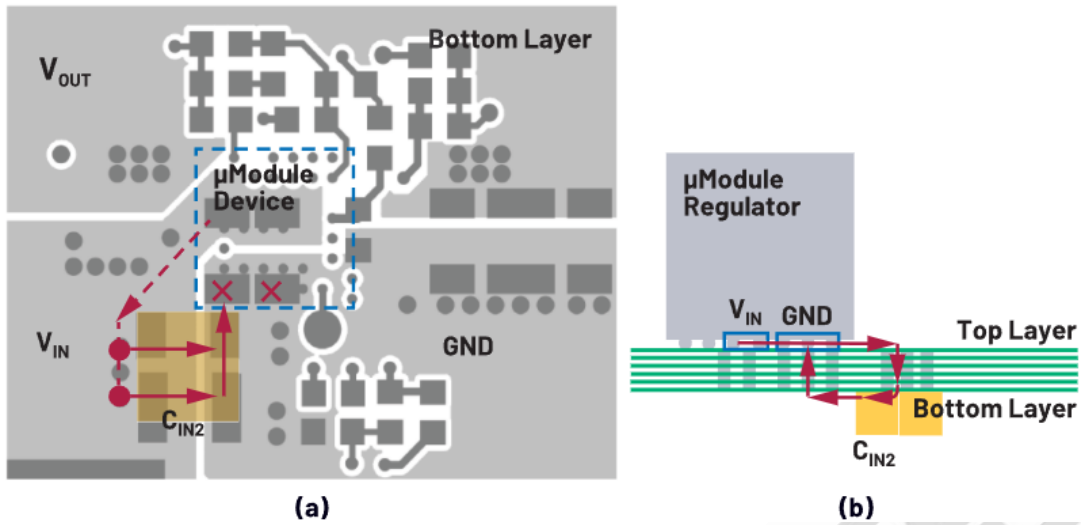 Bottom Layer
VOUT
µModule
Device
VIN
GND
CIN2
(a)
µModule
Regulator
VIN GND
Top Layer
Bottom Layer
CIN2
(b)